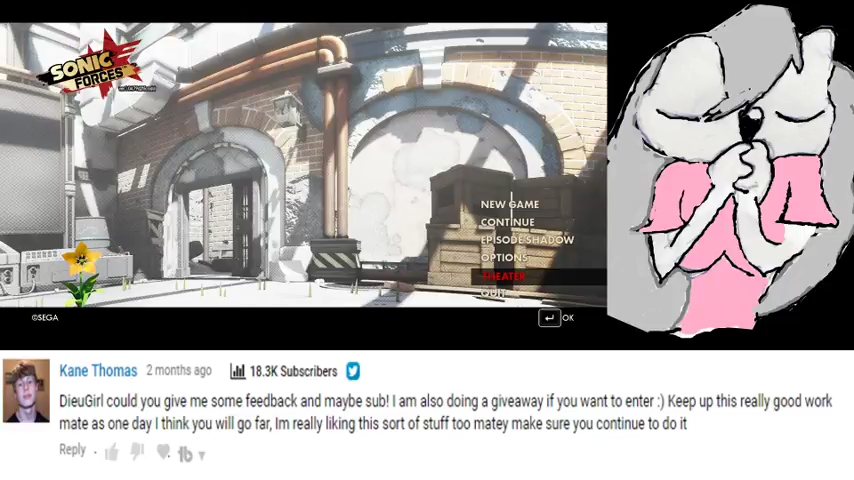 SONIC
FORCES
NEW GAME
CONTINUE
EPISODE SHADOW
OPTIONS
THEATER
QUIT
©SEGA
OK
Kane Thomas 2 months ago 18.3K Subscribers
DieuGirl could you give me some feedback and maybe sub! I am also doing a giveaway if you want to enter :) Keep up this really good work
mate as one day I think you will go far, Im really liking this sort of stuff too matey make sure you continue to do it
Reply